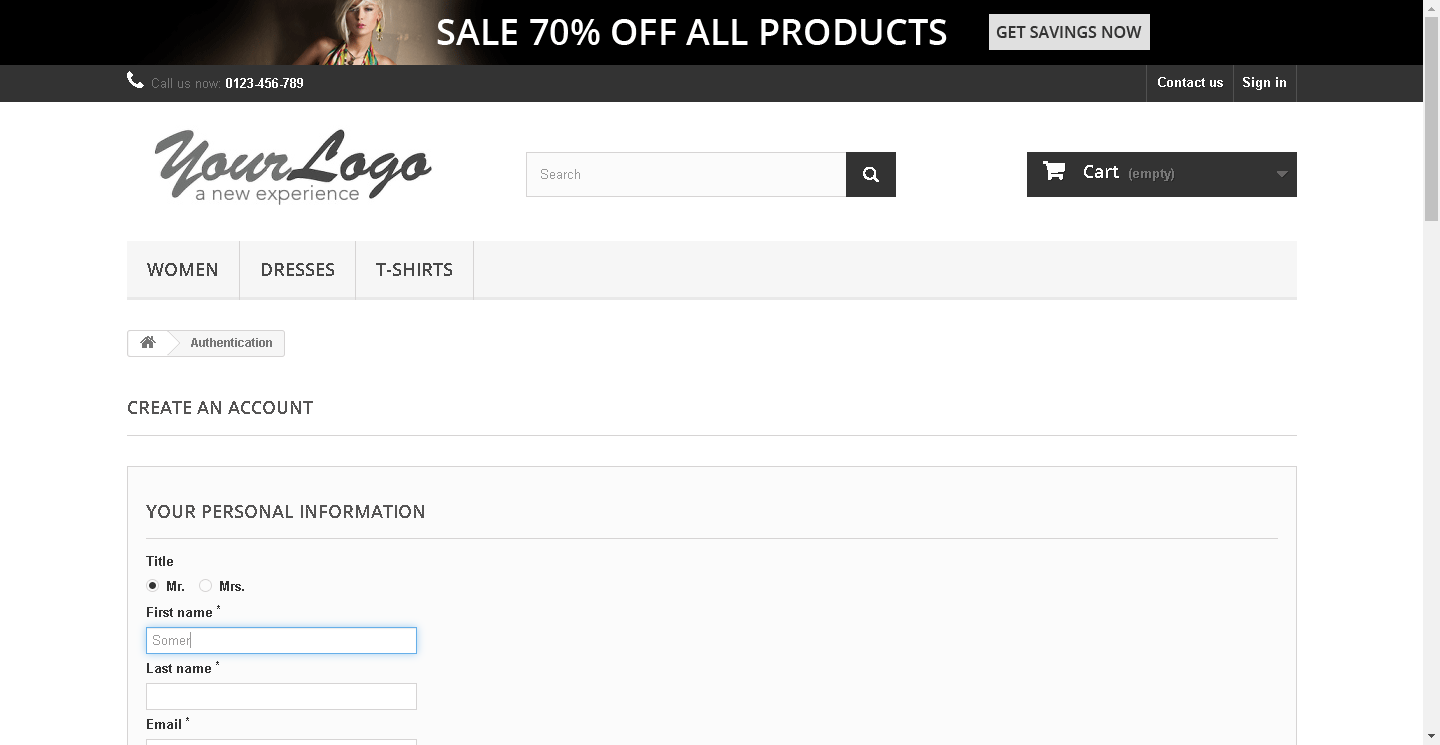 SALE 70% OFF ALL PRODUCTS GET SAVINGS NOW
Call us now: 0123-456-789 Contact us Sign in
Your Logo
a new experience
Search
Cart (empty)
WOMEN DRESSES T-SHIRTS
Authentication
CREATE AN ACCOUNT
YOUR PERSONAL INFORMATION
Title
Mr. Mrs.
First name *
Somer
Last name *
Email *